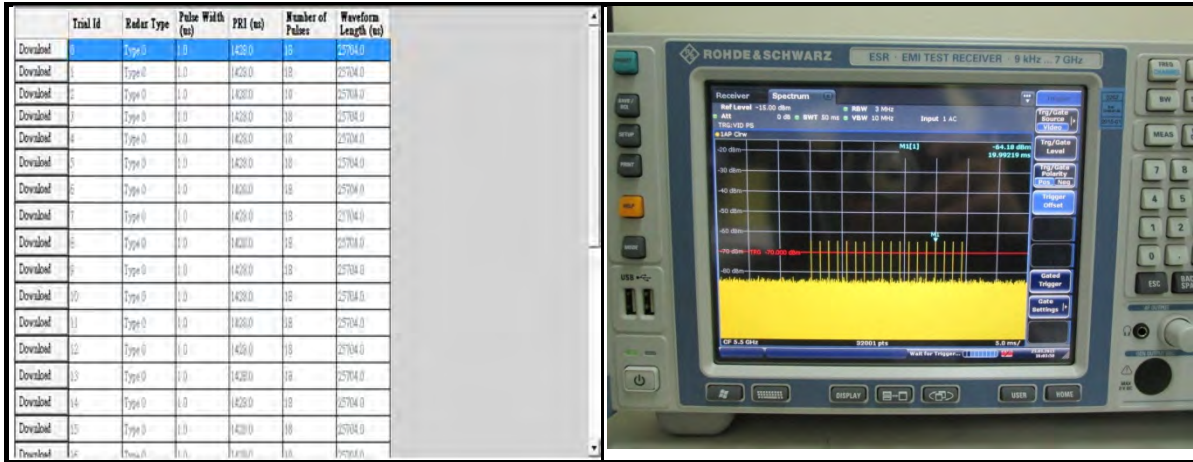 Trial Id Radar Type Pulse Width (us) PRI (us) Number of Pulses Waveform Length (us)
Download 0 Type 0 1.0 1428.0 18 25704.0
Download 1 Type 0 1.0 1428.0 18 25704.0
Download 2 Type 0 1.0 1428.0 18 25704.0
Download 3 Type 0 1.0 1428.0 18 25704.0
Download 4 Type 0 1.0 1428.0 18 25704.0
Download 5 Type 0 1.0 1428.0 18 25704.0
Download 6 Type 0 1.0 1428.0 18 25704.0
Download 7 Type 0 1.0 1428.0 18 25704.0
Download 8 Type 0 1.0 1428.0 18 25704.0
Download 9 Type 0 1.0 1428.0 18 25704.0
Download 10 Type 0 1.0 1428.0 18 25704.0
Download 11 Type 0 1.0 1428.0 18 25704.0
Download 12 Type 0 1.0 1428.0 18 25704.0
Download 13 Type 0 1.0 1428.0 18 25704.0
Download 14 Type 0 1.0 1428.0 18 25704.0
Download 15 Type 0 1.0 1428.0 18 25704.0
Download 16 Type 0 1.0 1428.0 18 25704.0
ROHDE&SCHWARZ ESR · EMI TEST RECEIVER · 9 kHz ... 7 GHz
Receiver Spectrum
Ref Level -15.00 dBm RBW 3 MHz
Att 0 dB SWT 50 ms VBW 10 MHz Input 1 AC
TRG:VID PS
1AP Clrw
M1[1] -64.18 dBm
19.99219 ms
-20 dBm
-30 dBm
-40 dBm
-50 dBm
-60 dBm
M1
-70 dBm TRG -70.000 dBm
-80 dBm
CF 5.5 GHz 22001 pts 5.0 ms/
Wait for Trigger...
Trg/Gate Source
Video
Trg/Gate Level
Trg/Gate Polarity
Pos Neg
Trigger Offset
Gated Trigger
Gate Settings
PRESET
SETUP
PRINT
HELP
MODE
USB
FREQ
CHANNEL
BW
MEAS
7 8
4 5
1 2
0 .
ESC
DISPLAY
USER
HOME